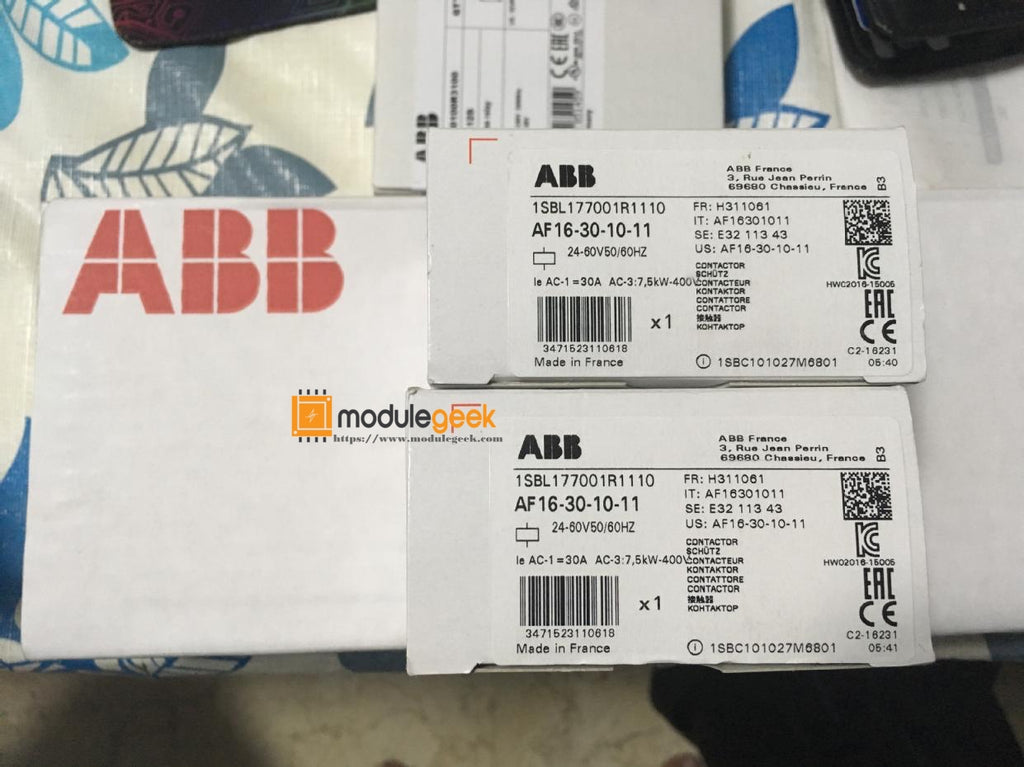 ABB
ABB
ABB
1SBL177001R1110
AF16-30-10-11
24-60V50/60HZ
Ie AC-1=30A AC-3:7,5kW-400V
x1
3471523110618
Made in France
ABB France
3, Rue Jean Perrin
69680 Chassieu, France
B3
FR: H311061
IT: AF16301011
SE: E32 113 43
US: AF16-30-10-11
CONTACTOR
SCHÜTZ
CONTACTEUR
KONTAKTOR
CONTATTORE
CONTACTOR
接触器
КОНТАКТОР
HW02016-15006
EAC
CE
C2-16231
1SBC101027M6801
05:40
modulegeek
https://www.modulegeek.com
ABB
1SBL177001R1110
AF16-30-10-11
24-60V50/60HZ
Ie AC-1=30A AC-3:7,5kW-400V
x1
3471523110618
Made in France
ABB France
3, Rue Jean Perrin
69680 Chassieu, France
B3
FR: H311061
IT: AF16301011
SE: E32 113 43
US: AF16-30-10-11
CONTACTOR
SCHÜTZ
CONTACTEUR
KONTAKTOR
CONTATTORE
CONTACTOR
接触器
КОНТАКТОР
HW02016-15006
EAC
CE
C2-16231
1SBC101027M6801
05:41